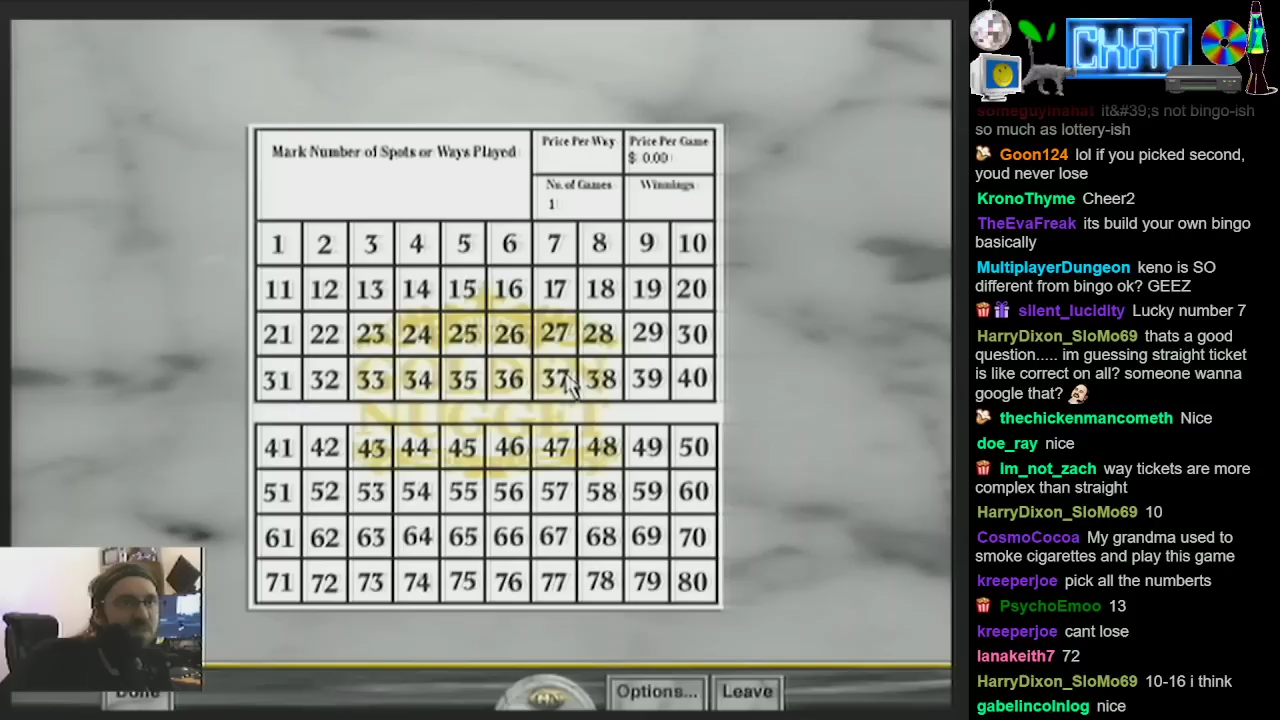 Mark Number of Spots or Ways Played
Price Per Way
Price Per Game
$ 0.00
No. of Games
1
Winnings
1 2 3 4 5 6 7 8 9 10
11 12 13 14 15 16 17 18 19 20
21 22 23 24 25 26 27 28 29 30
31 32 33 34 35 36 37 38 39 40
GOLDEN
NUGGET
41 42 43 44 45 46 47 48 49 50
51 52 53 54 55 56 57 58 59 60
61 62 63 64 65 66 67 68 69 70
71 72 73 74 75 76 77 78 79 80
Done
GN
Options...
Leave
CHAT
someguyinahat it&#39;s not bingo-ish
so much as lottery-ish
Goon124 lol if you picked second,
youd never lose
KronoThyme Cheer2
TheEvaFreak its build your own bingo
basically
MultiplayerDungeon keno is SO
different from bingo ok? GEEZ
silent_lucidity Lucky number 7
HarryDixon_SloMo69 thats a good
question..... im guessing straight ticket
is like correct on all? someone wanna
google that?
thechickenmancometh Nice
doe_ray nice
im_not_zach way tickets are more
complex than straight
HarryDixon_SloMo69 10
CosmoCocoa My grandma used to
smoke cigarettes and play this game
kreeperjoe pick all the numberts
PsychoEmoo 13
kreeperjoe cant lose
lanakeith7 72
HarryDixon_SloMo69 10-16 i think
gabelincolnlog nice